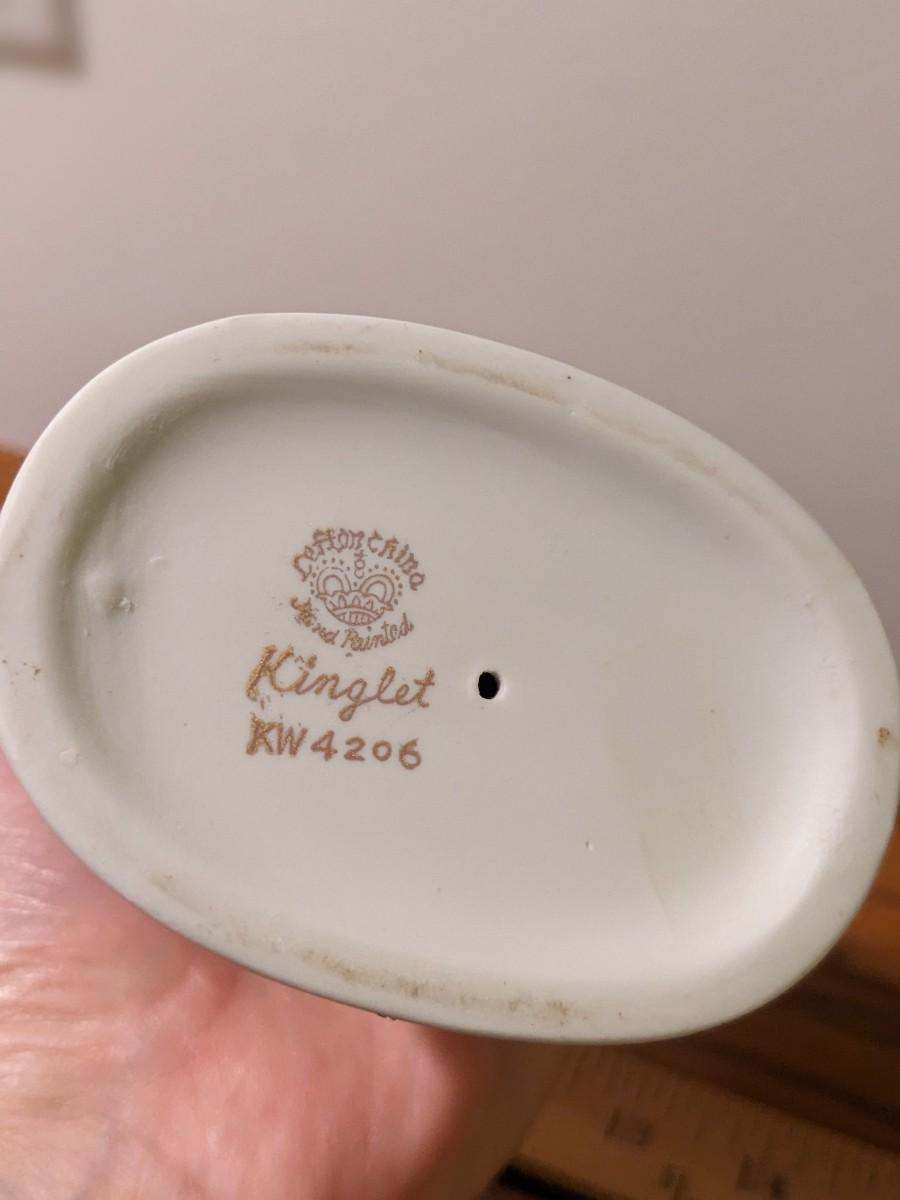 Lefton China
Hand Painted
Kinglet
KW4206